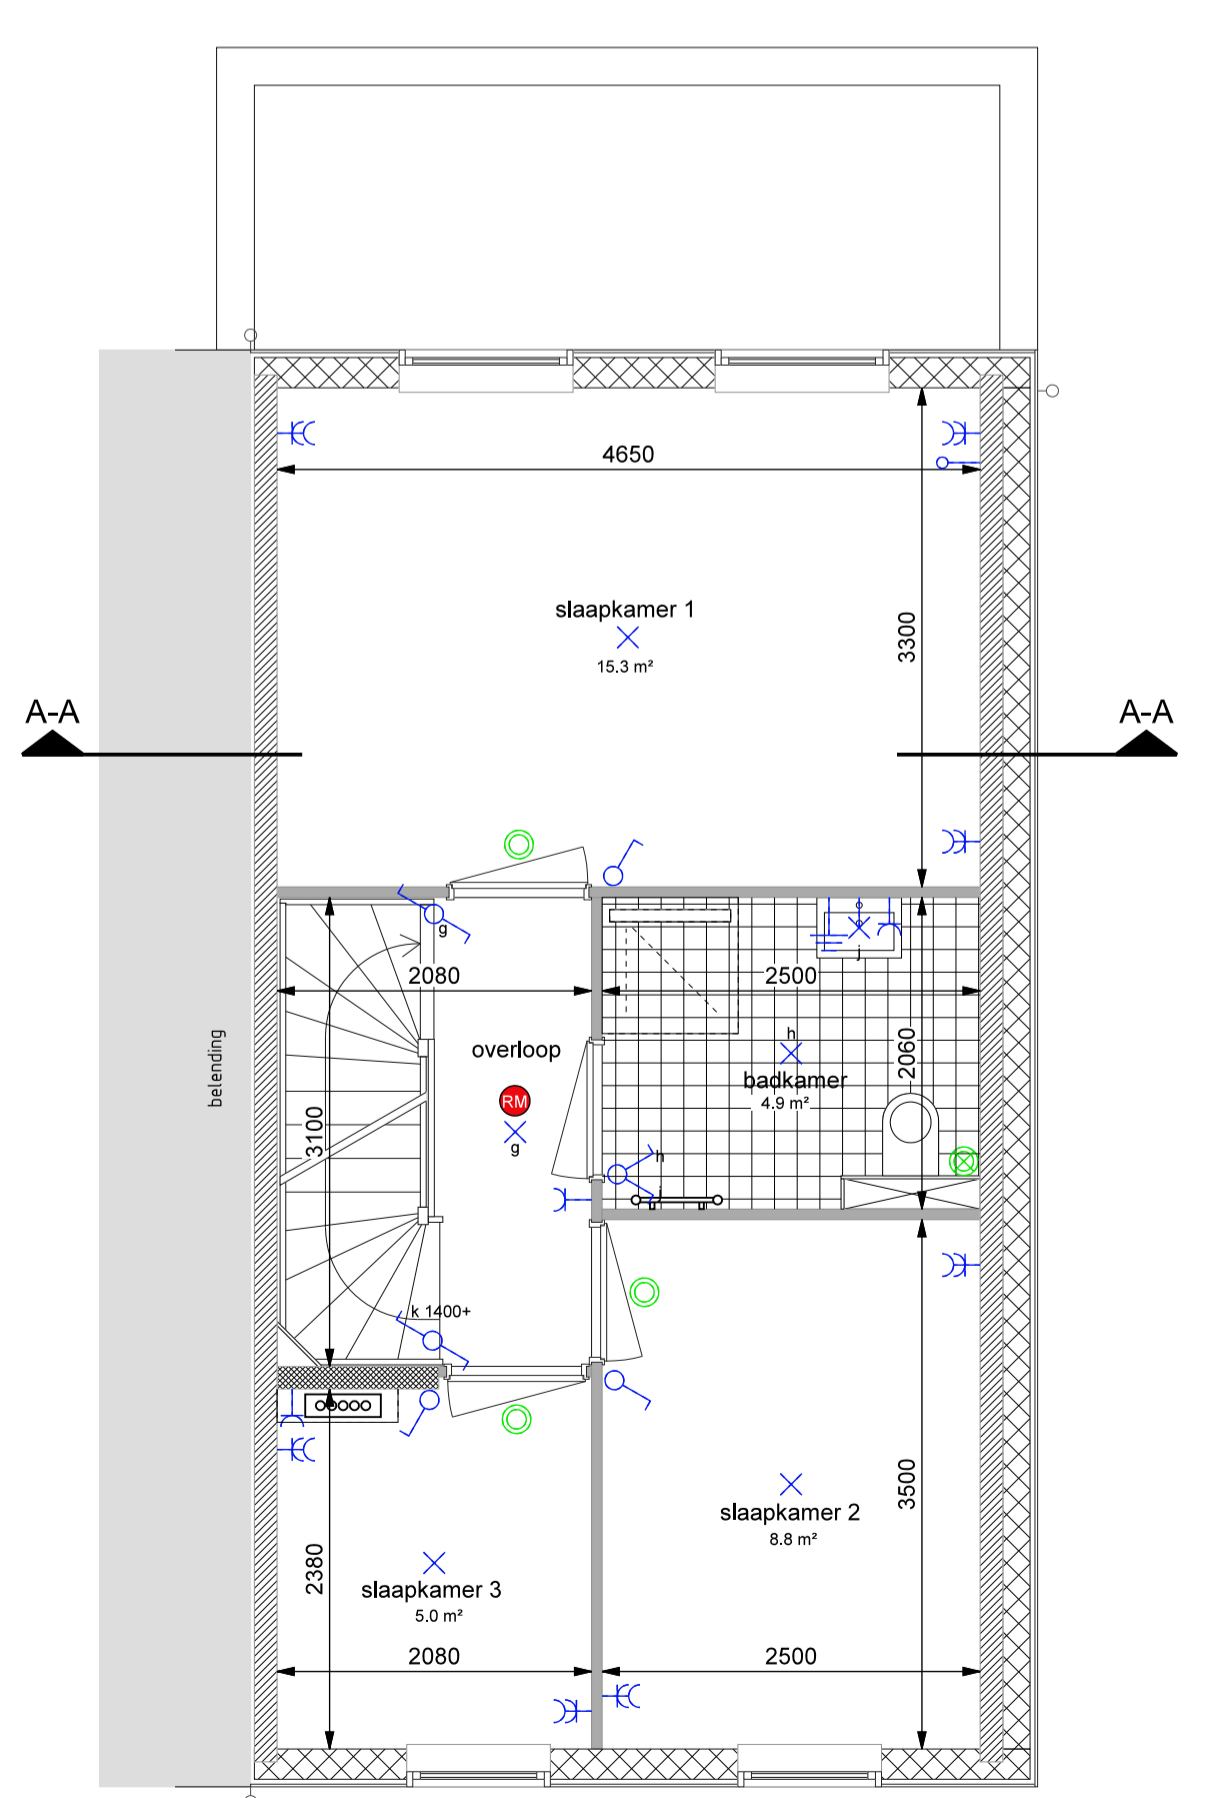 4650
slaapkamer 1
15.3 m²
3300
A-A
A-A
g
j
2080
2500
overloop
h
badkamer
4.9 m²
2060
belending
3100
RM
g
h
j
k 1400+
3500
slaapkamer 2
8.8 m²
2380
slaapkamer 3
5.0 m²
2080
2500